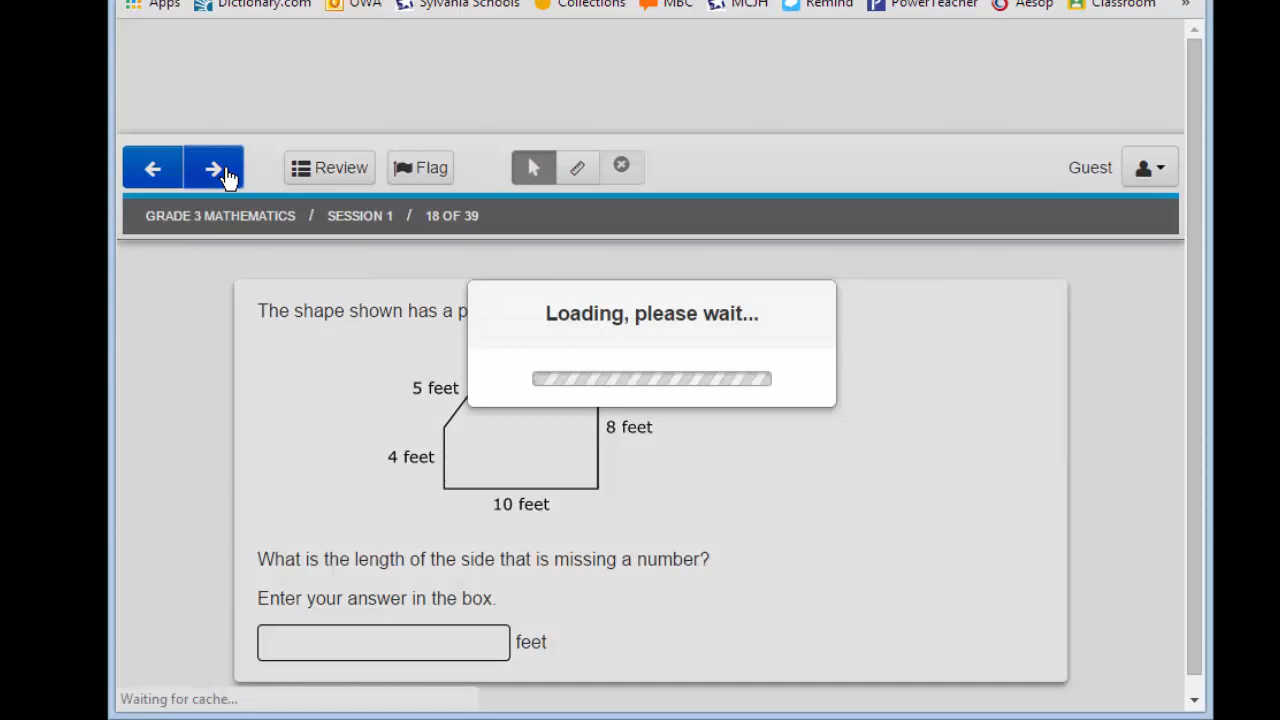 Apps Dictionary.com OWA Sylvania Schools Collections MBC MCJH Remind PowerTeacher Aesop Classroom »
Review Flag Guest
GRADE 3 MATHEMATICS / SESSION 1 / 18 OF 39
The shape shown has a p
Loading, please wait...
5 feet
8 feet
4 feet
10 feet
What is the length of the side that is missing a number?
Enter your answer in the box.
feet
Waiting for cache...